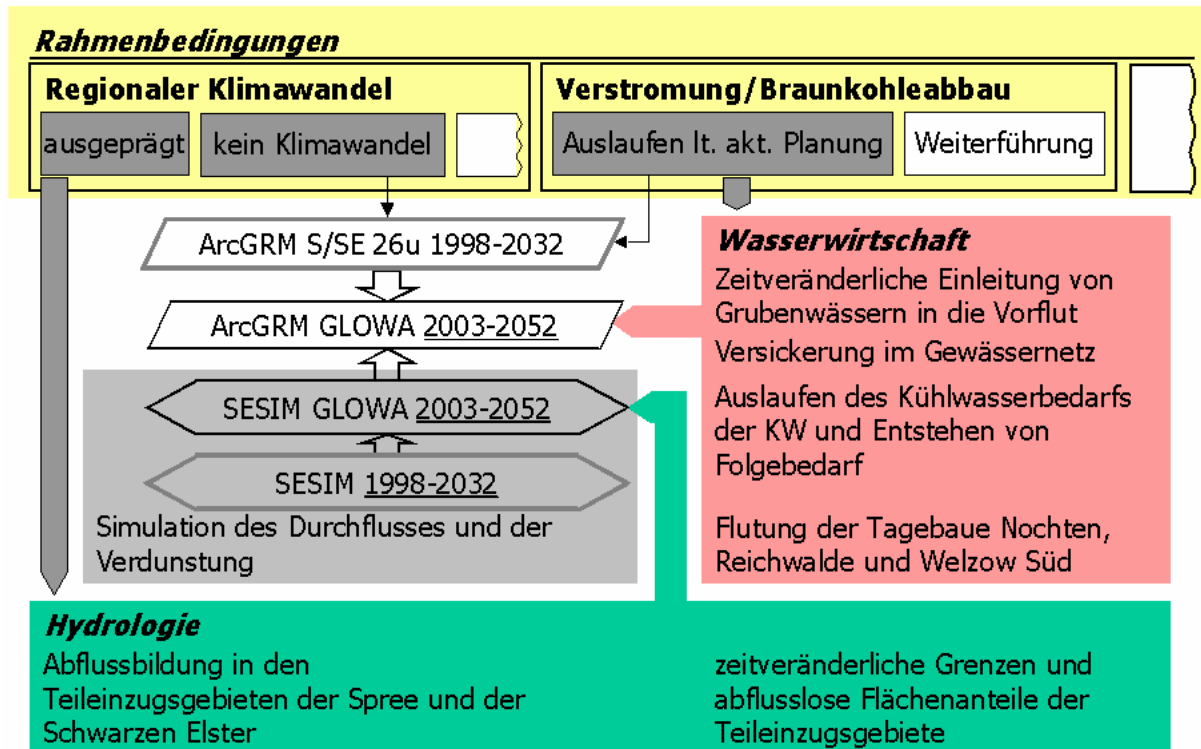 Rahmenbedingungen
Regionaler Klimawandel
ausgeprägt
kein Klimawandel
Verstromung/Braunkohleabbau
Auslaufen lt. akt. Planung
Weiterführung
ArcGRM S/SE 26u 1998-2032
ArcGRM GLOWA 2003-2052
SESIM GLOWA 2003-2052
SESIM 1998-2032
Simulation des Durchflusses und der
Verdunstung
Wasserwirtschaft
Zeitveränderliche Einleitung von
Grubenwässern in die Vorflut
Versickerung im Gewässernetz
Auslaufen des Kühlwasserbedarfs
der KW und Entstehen von
Folgebedarf
Flutung der Tagebaue Nochten,
Reichwalde und Welzow Süd
Hydrologie
Abflussbildung in den
Teileinzugsgebieten der Spree und der
Schwarzen Elster
zeitveränderliche Grenzen und
abflusslose Flächenanteile der
Teileinzugsgebiete